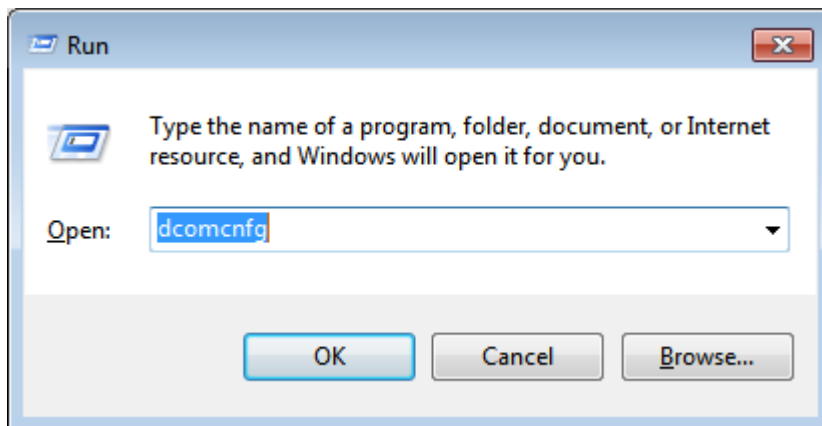 Run
Type the name of a program, folder, document, or Internet
resource, and Windows will open it for you.
Open: dcomcnfg
OK Cancel Browse...